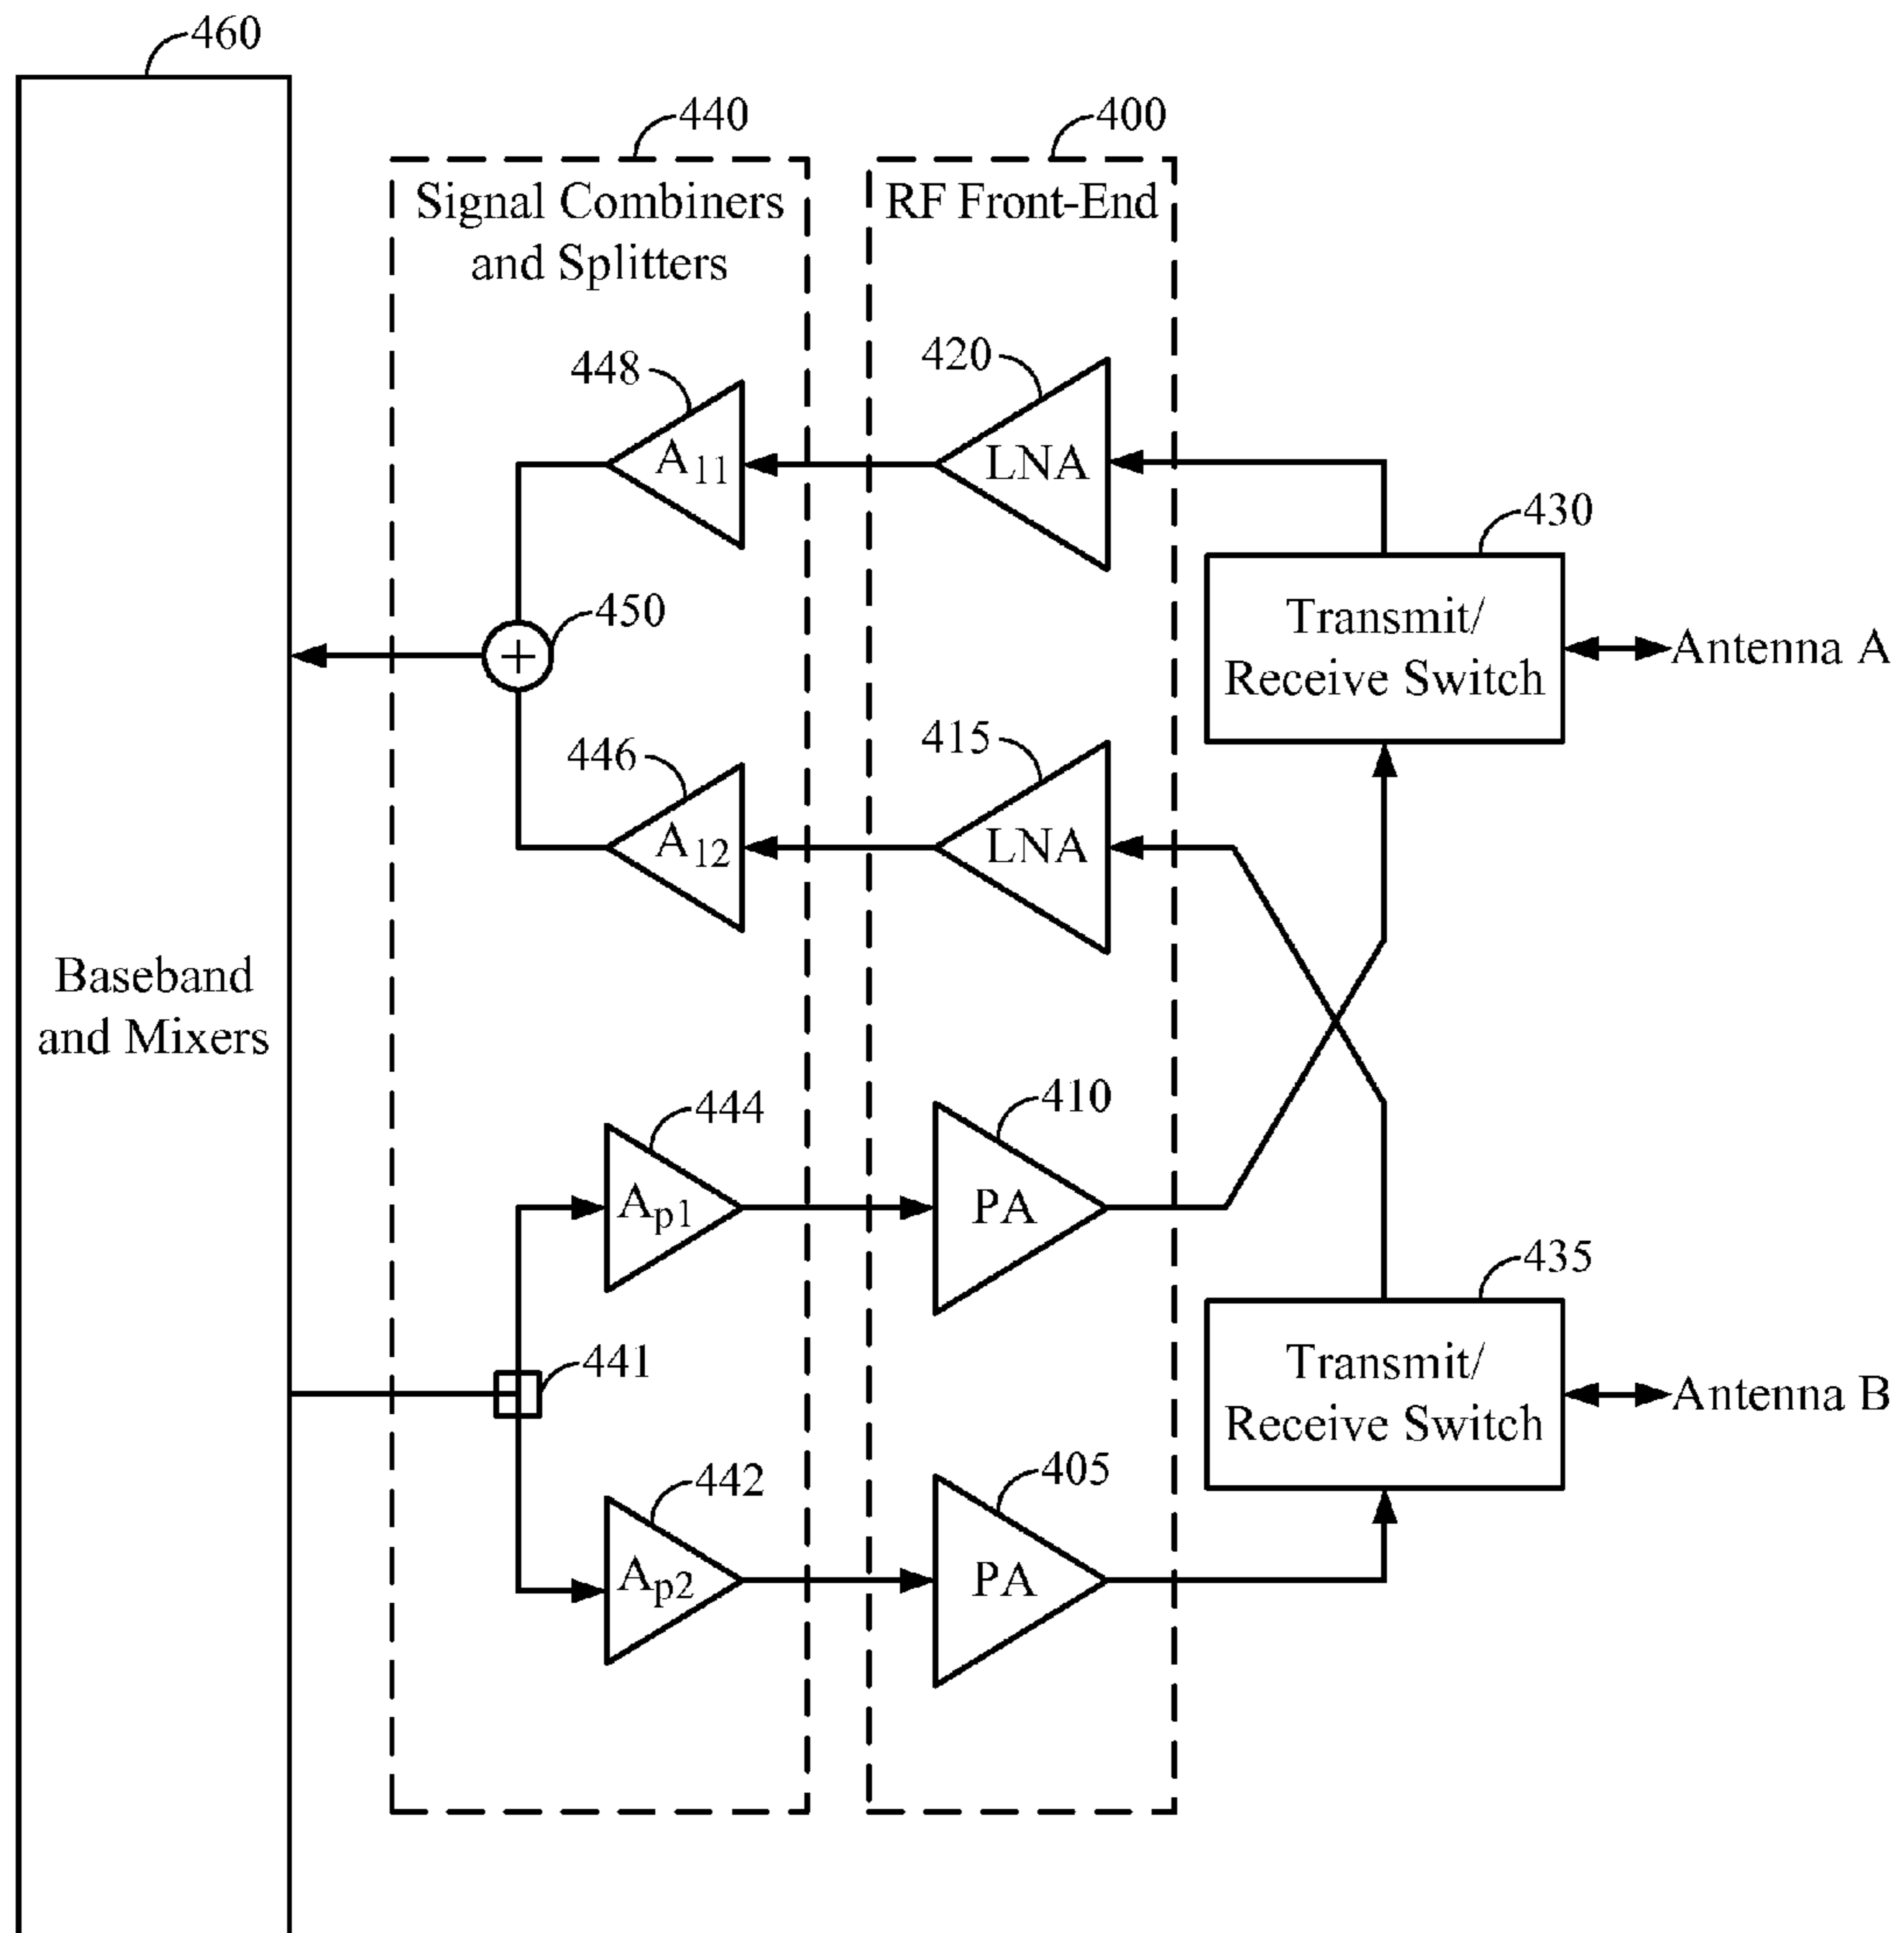 460
440
400
Signal Combiners
and Splitters
RF Front-End
448
420
A11
LNA
430
Transmit/
Receive Switch
450
+
Antenna A
446
415
A12
LNA
Baseband
and Mixers
444
410
Ap1
PA
435
441
Transmit/
Receive Switch
Antenna B
442
405
Ap2
PA